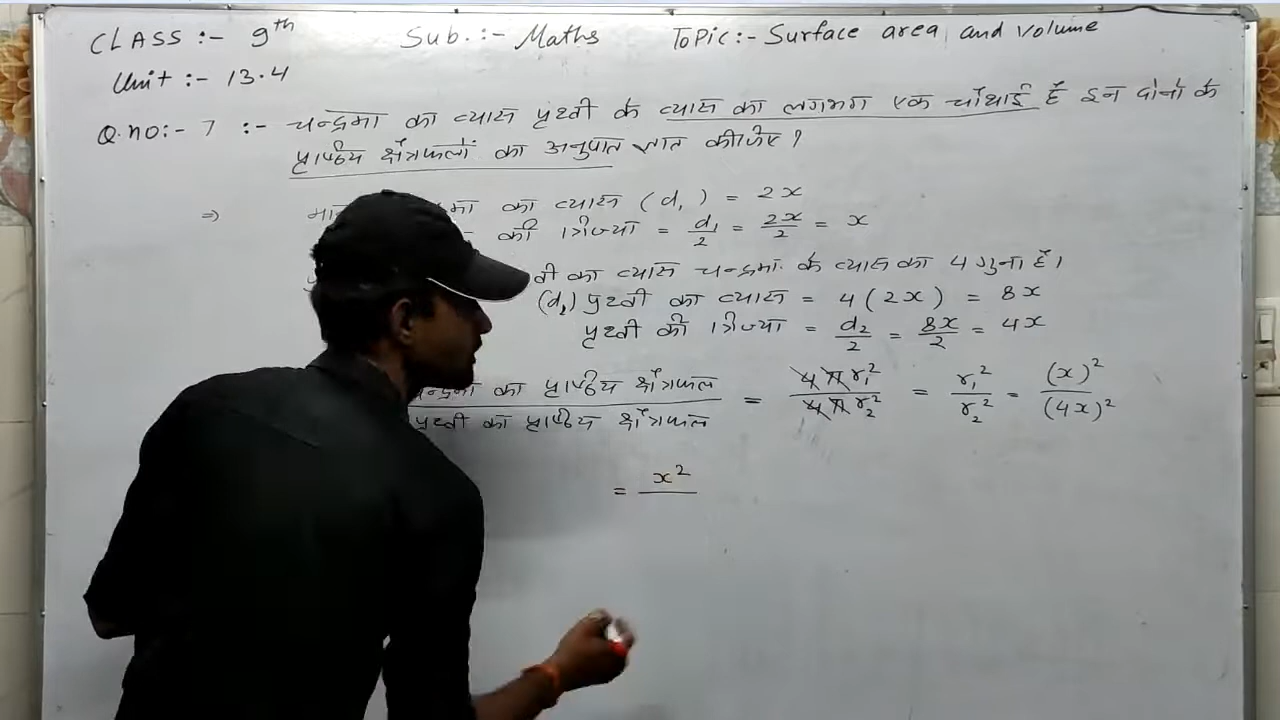 CLASS :- 9th Sub. :- Maths Topic:- Surface area and volume
Unit :- 13.4
Q.no:- 7 :- चन्द्रमा का व्यास पृथ्वी के व्यास का लगभग एक चौथाई है इन दोनो के
पृष्ठीय क्षेत्रफलों का अनुपात ज्ञात कीजिए ?
⇒ का व्यास (d₁) = 2x
की त्रिज्या = d₁/2 = 2x/2 = x
का व्यास चन्द्रमा के व्यास का 4 गुना है।
पृथ्वी का व्यास = 4(2x) = 8x
पृथ्वी की त्रिज्या = d₂/2 = 8x/2 = 4x
का पृष्ठीय क्षेत्रफल / पृथ्वी का पृष्ठीय क्षेत्रफल = 4πr₁²/4πr₂² = r₁²/r₂² = (x)²/(4x)²
= x²